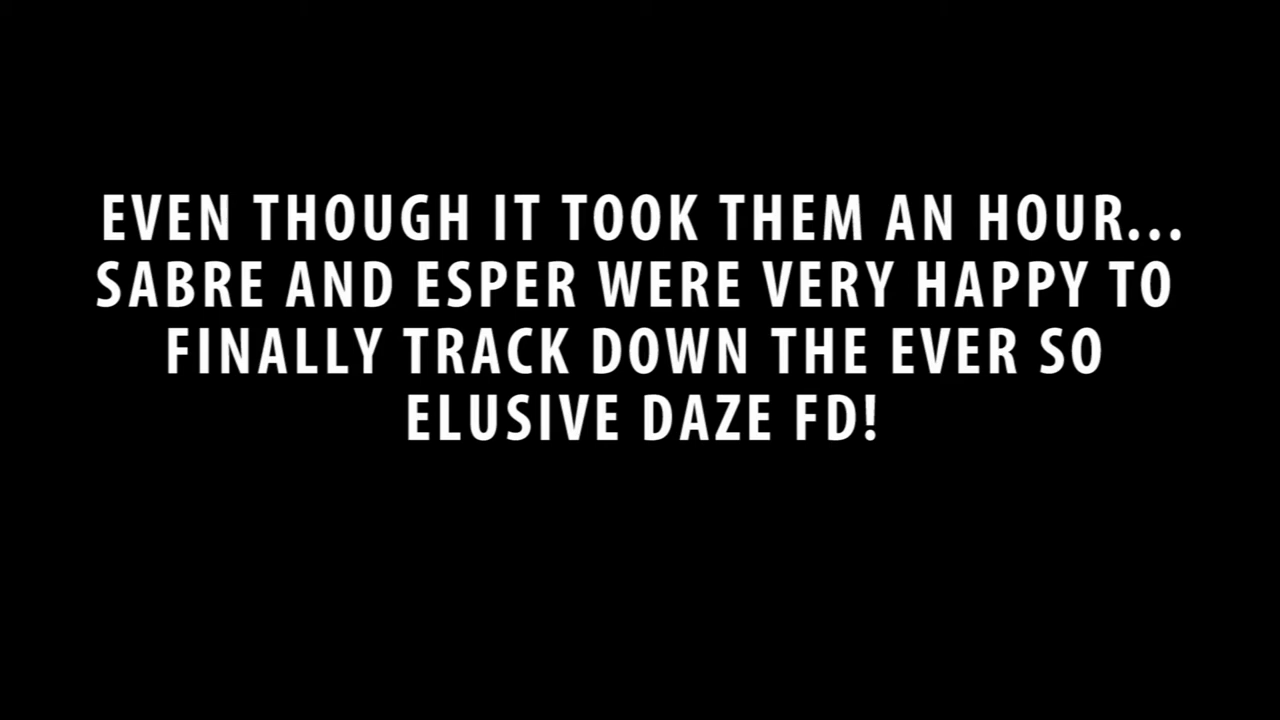 EVEN THOUGH IT TOOK THEM AN HOUR...
SABRE AND ESPER WERE VERY HAPPY TO
FINALLY TRACK DOWN THE EVER SO
ELUSIVE DAZE FD!